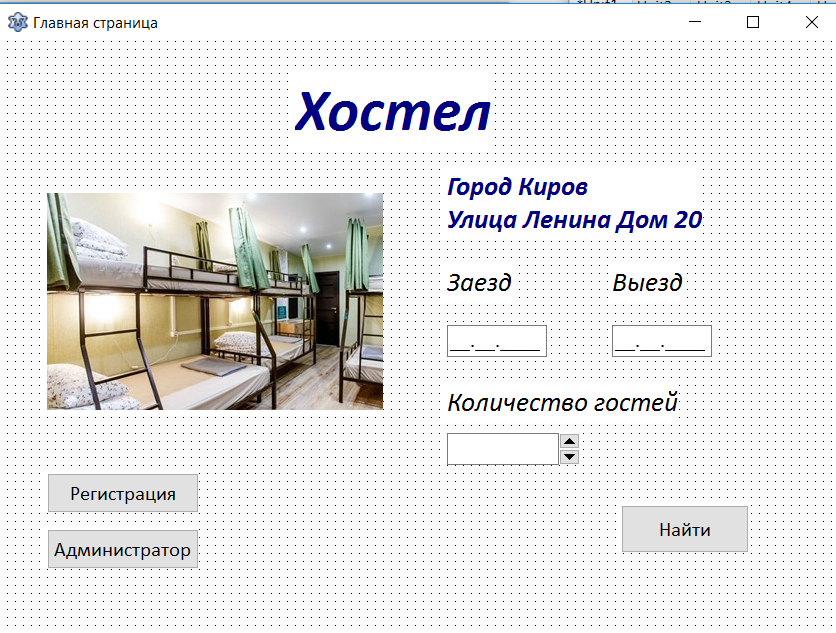 Главная страница
Хостел
Город Киров
Улица Ленина Дом 20
Заезд Выезд
__.__.____ __.__.____
Количество гостей
Регистрация
Администратор
Найти